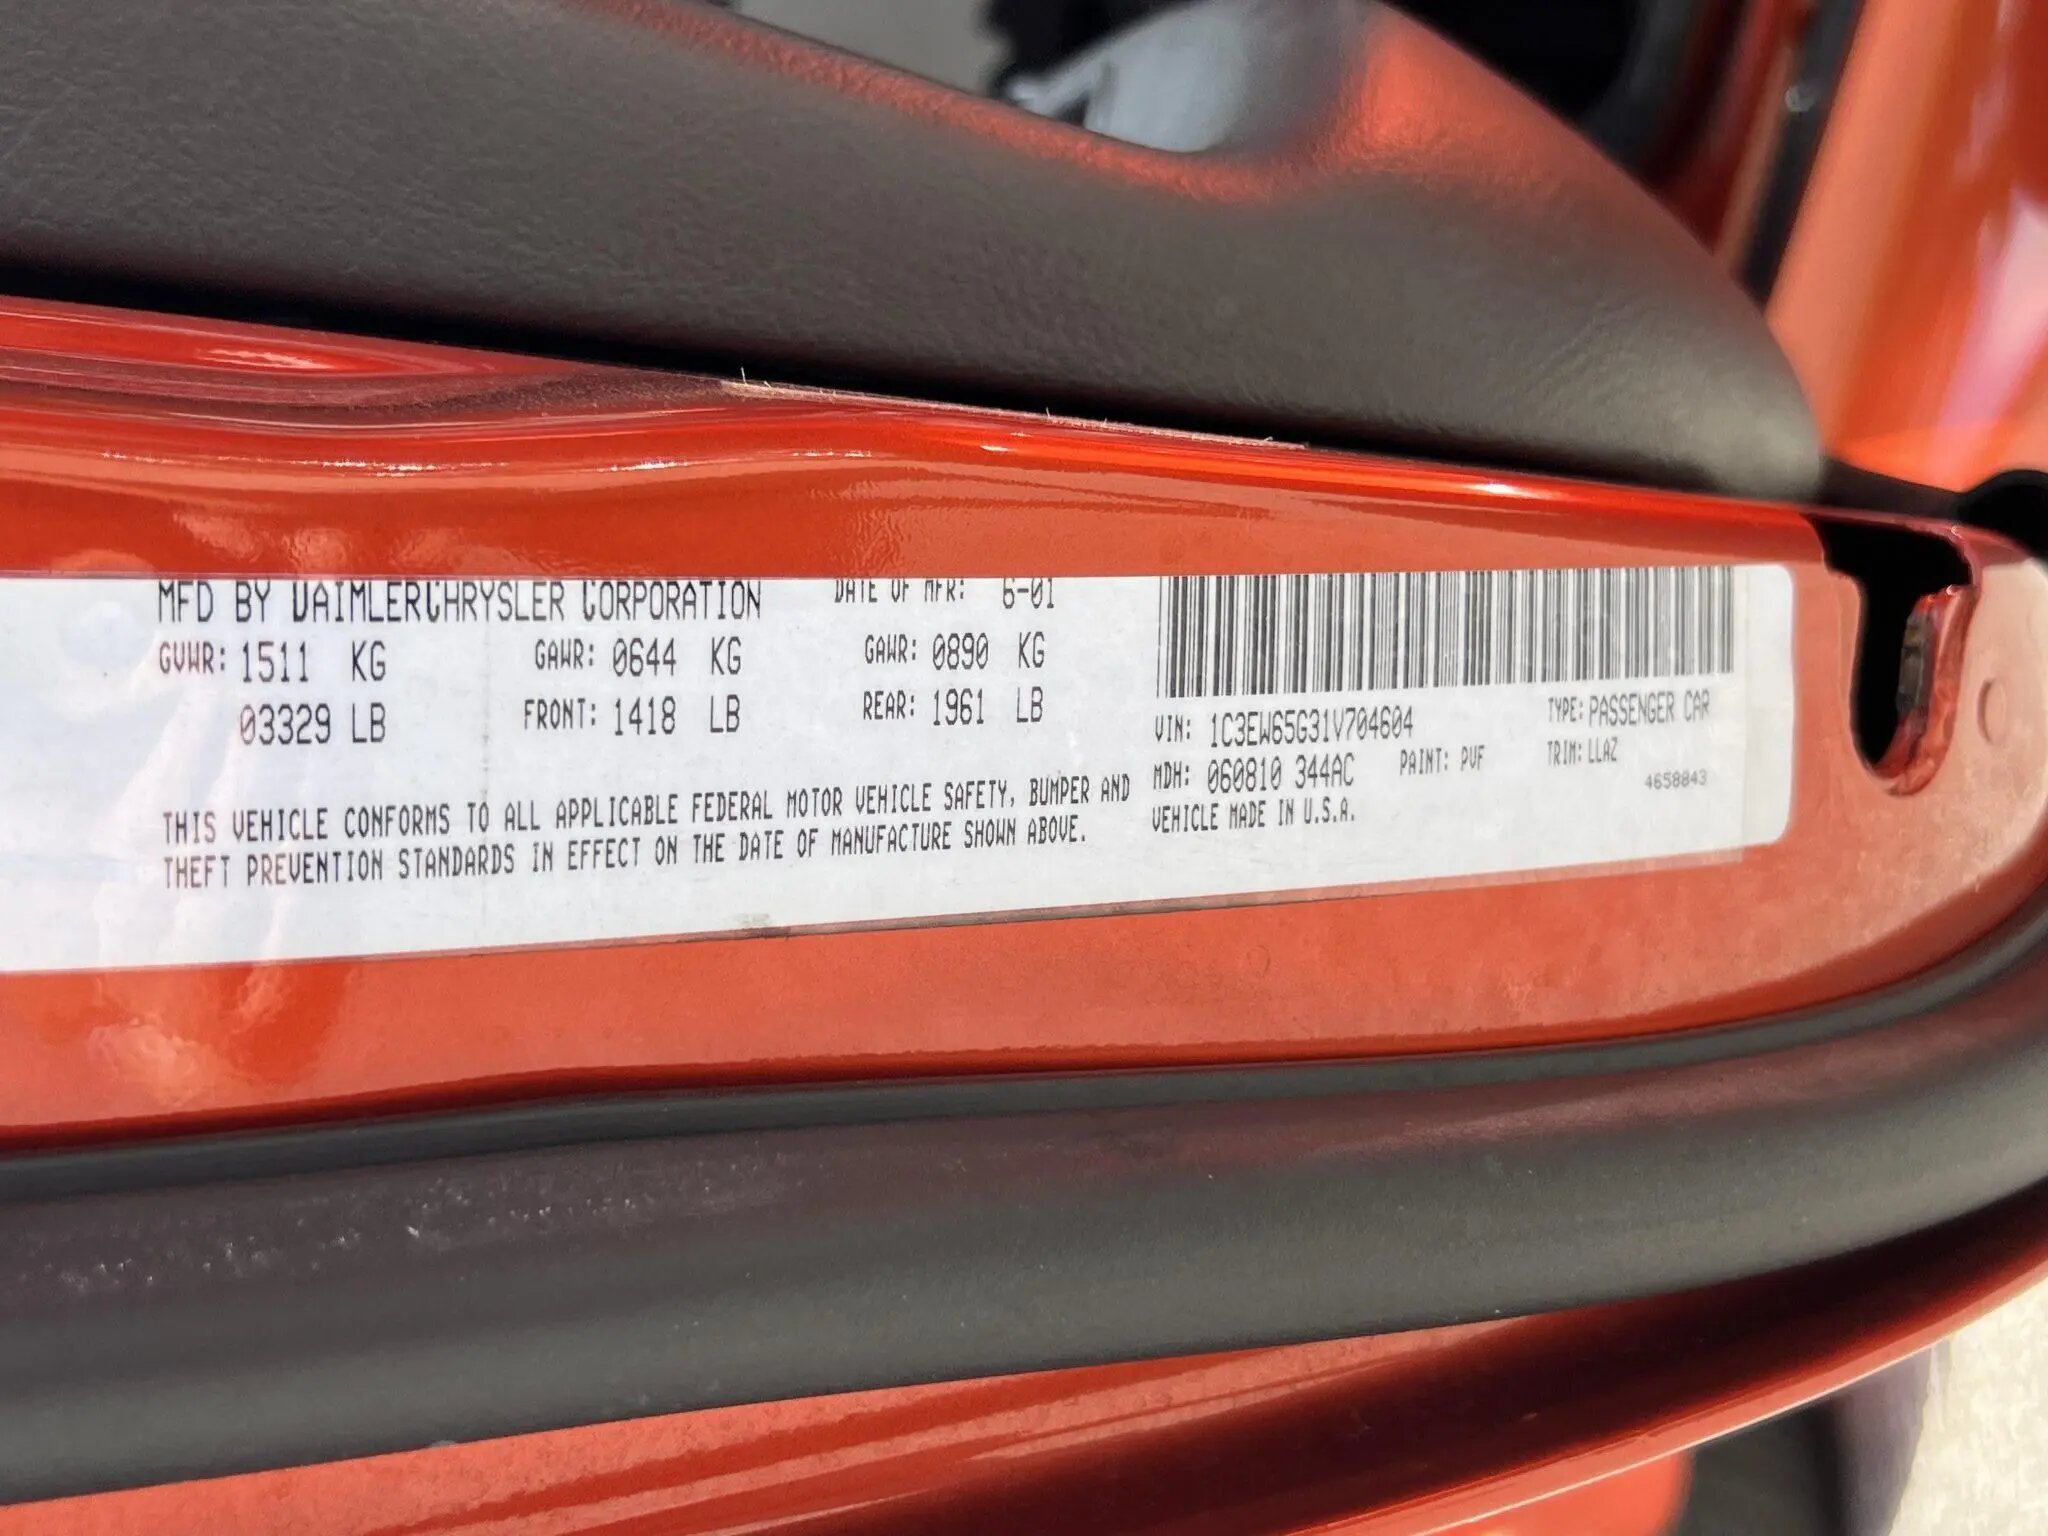 MFD BY DAIMLERCHRYSLER CORPORATION DATE OF MFR: 6-01
GVWR: 1511 KG GAWR: 0644 KG GAWR: 0890 KG
03329 LB FRONT: 1418 LB REAR: 1961 LB
THIS VEHICLE CONFORMS TO ALL APPLICABLE FEDERAL MOTOR VEHICLE SAFETY, BUMPER AND
THEFT PREVENTION STANDARDS IN EFFECT ON THE DATE OF MANUFACTURE SHOWN ABOVE.
VIN: 1C3EW65G31V704604 TYPE: PASSENGER CAR
MDH: 060810 344AC PAINT: PVF TRIM: LLAZ
VEHICLE MADE IN U.S.A. 4658843